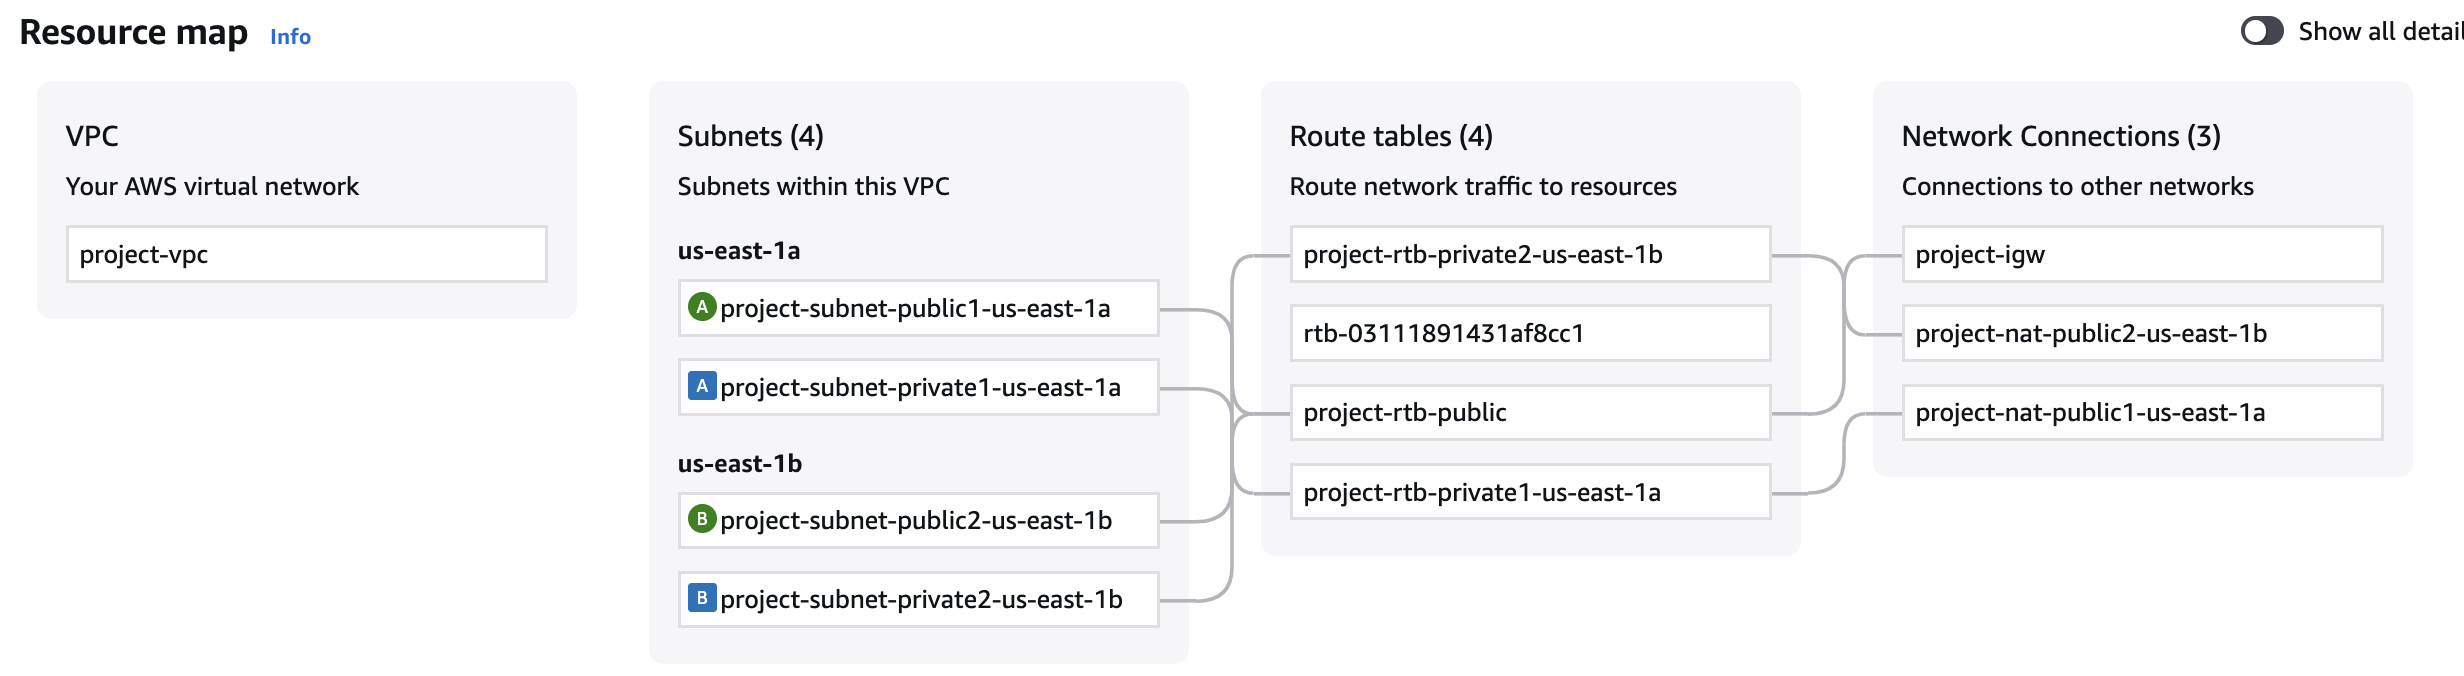 Resource map Info
Show all detail
VPC
Your AWS virtual network
project-vpc
Subnets (4)
Subnets within this VPC
us-east-1a
A project-subnet-public1-us-east-1a
A project-subnet-private1-us-east-1a
us-east-1b
B project-subnet-public2-us-east-1b
B project-subnet-private2-us-east-1b
Route tables (4)
Route network traffic to resources
project-rtb-private2-us-east-1b
rtb-03111891431af8cc1
project-rtb-public
project-rtb-private1-us-east-1a
Network Connections (3)
Connections to other networks
project-igw
project-nat-public2-us-east-1b
project-nat-public1-us-east-1a